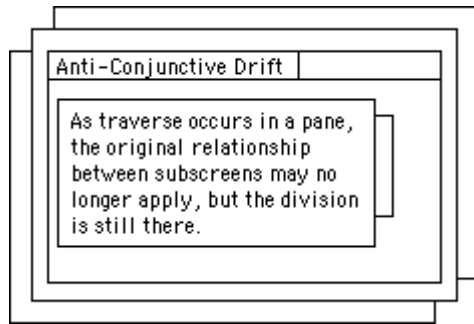 Anti-Conjunctive Drift
As traverse occurs in a pane,
the original relationship
between subscreens may no
longer apply, but the division
is still there.